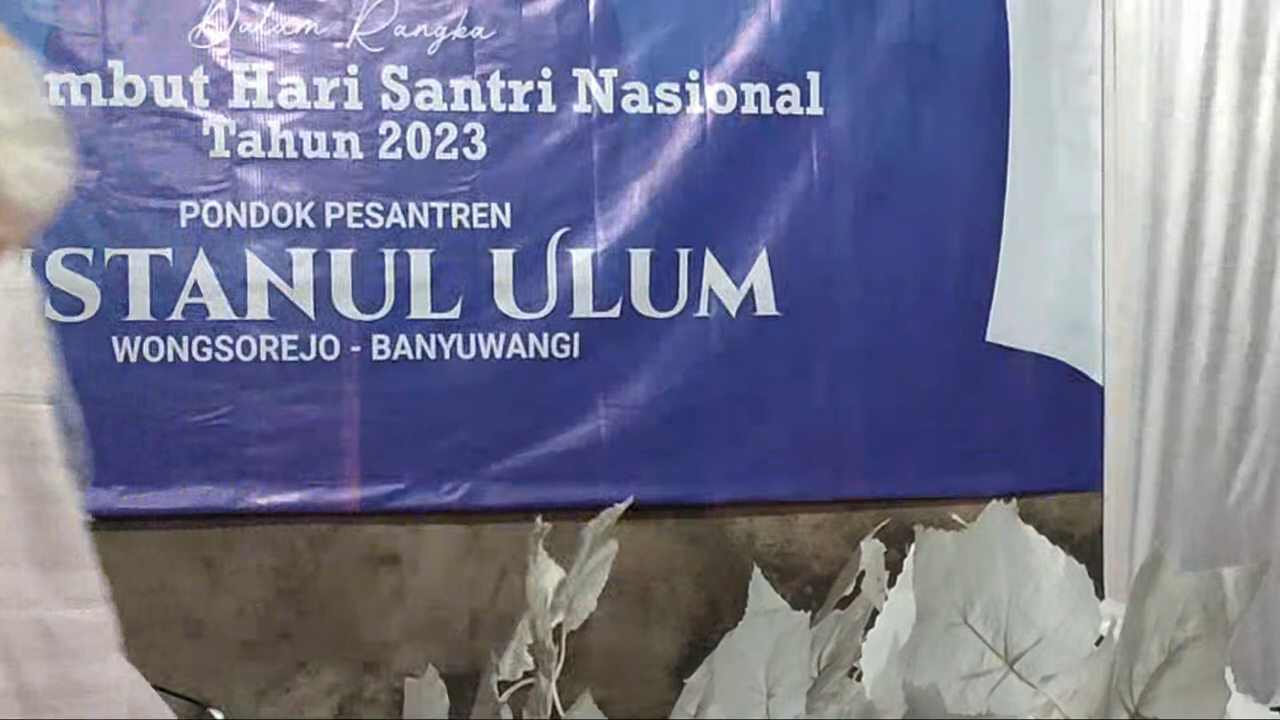 Dalam Rangka
mbut Hari Santri Nasional
Tahun 2023
PONDOK PESANTREN
STANUL ULUM
WONGSOREJO - BANYUWANGI